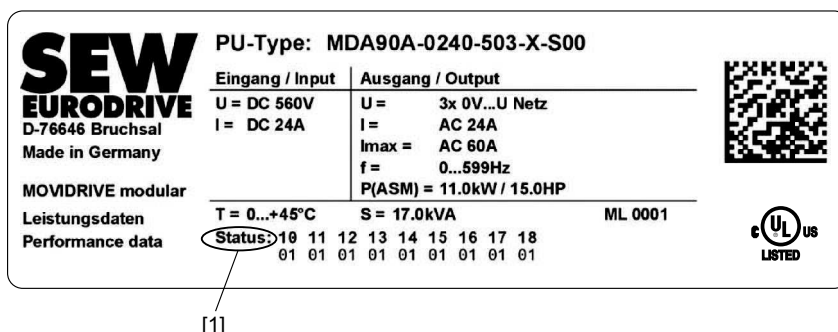 SEW
EURODRIVE
D-76646 Bruchsal
Made in Germany
MOVIDRIVE modular
Leistungsdaten
Performance data
PU-Type: MDA90A-0240-503-X-S00
Eingang / Input
U = DC 560V
I = DC 24A
Ausgang / Output
U = 3x 0V...U Netz
I = AC 24A
Imax = AC 60A
f = 0...599Hz
P(ASM) = 11.0kW / 15.0HP
T = 0...+45°C S = 17.0kVA ML 0001
Status: 10 11 12 13 14 15 16 17 18
01 01 01 01 01 01 01 01 01
c UL US
LISTED
[1]